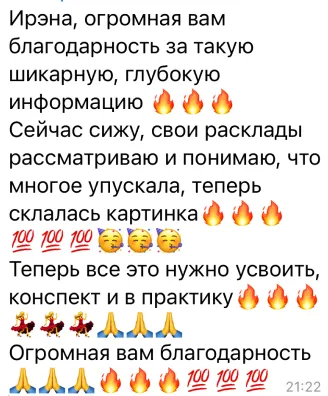 Ирэна, огромная вам
благодарность за такую
шикарную, глубокую
информацию 🔥🔥🔥
Сейчас сижу, свои расклады
рассматриваю и понимаю, что
многое упускала, теперь
склалась картинка🔥🔥🔥
💯💯💯🥳🥳🥳
Теперь все это нужно усвоить,
конспект и в практику🔥🔥🔥
💃💃💃🙏🙏🙏
Огромная вам благодарность
🙏🙏🙏🔥🔥🔥💯💯💯 21:22